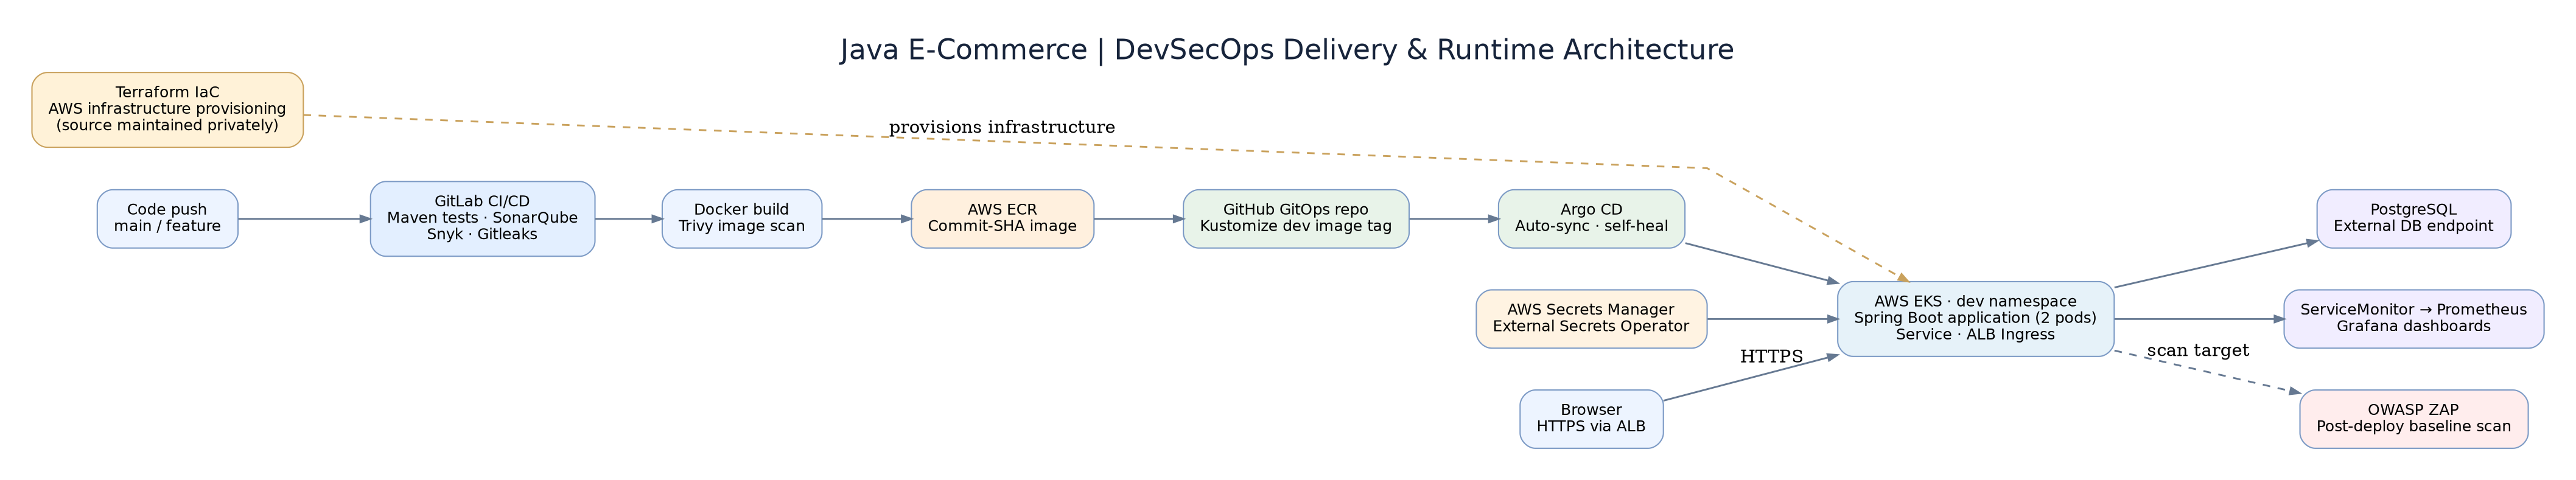 Java E-Commerce | DevSecOps Delivery & Runtime Architecture
Terraform IaC
AWS infrastructure provisioning
(source maintained privately)
provisions infrastructure
Code push
main / feature
GitLab CI/CD
Maven tests · SonarQube
Snyk · Gitleaks
Docker build
Trivy image scan
AWS ECR
Commit-SHA image
GitHub GitOps repo
Kustomize dev image tag
Argo CD
Auto-sync · self-heal
AWS Secrets Manager
External Secrets Operator
HTTPS
Browser
HTTPS via ALB
AWS EKS · dev namespace
Spring Boot application (2 pods)
Service · ALB Ingress
PostgreSQL
External DB endpoint
ServiceMonitor → Prometheus
Grafana dashboards
scan target
OWASP ZAP
Post-deploy baseline scan